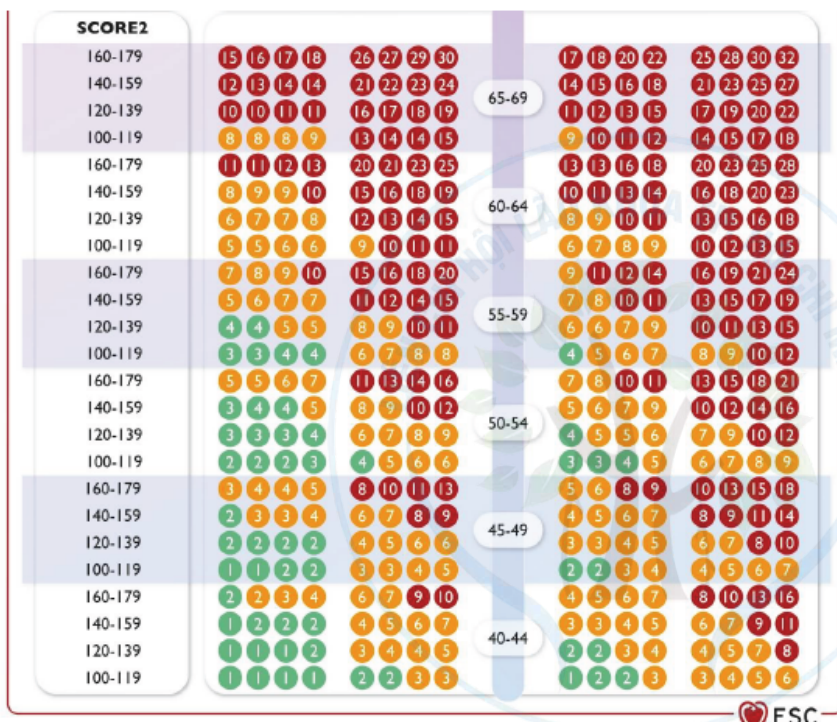 SCORE2
160-179 15 16 17 18 26 27 29 30 17 18 20 22 25 28 30 32
140-159 12 13 14 14 21 22 23 24 14 15 16 18 21 23 25 27
65-69
120-139 10 10 11 11 16 17 18 19 11 12 13 15 17 19 20 22
100-119 8 8 8 9 13 14 14 15 9 10 11 12 14 15 17 18
160-179 11 11 12 13 20 21 23 25 13 13 16 18 20 23 25 28
140-159 8 9 9 10 15 16 18 19 10 11 13 14 16 18 20 23
60-64
120-139 6 7 7 8 12 13 14 15 8 9 10 11 13 15 16 18
100-119 5 5 6 6 9 10 11 11 6 7 8 9 10 12 13 15
160-179 7 8 9 10 15 16 18 20 9 11 12 14 16 19 21 24
140-159 5 6 7 7 11 12 14 15 7 8 10 11 13 15 17 19
55-59
120-139 4 4 5 5 8 9 10 11 6 6 7 9 10 11 13 15
100-119 3 3 4 4 6 7 8 8 4 5 6 7 8 9 10 12
160-179 5 5 6 7 11 13 14 16 7 8 10 11 13 15 18 21
140-159 3 4 4 5 8 9 10 12 5 6 7 9 10 12 14 16
50-54
120-139 3 3 3 4 6 7 8 9 4 5 5 6 7 9 10 12
100-119 2 2 2 3 4 5 6 6 3 3 4 5 6 7 8 9
160-179 3 4 4 5 8 10 11 13 5 6 8 9 10 13 15 18
140-159 2 3 3 4 6 7 8 9 4 5 6 7 8 9 11 14
45-49
120-139 2 2 2 2 4 5 6 6 3 3 4 5 6 7 8 10
100-119 1 1 2 2 3 3 4 5 2 2 3 4 4 5 6 7
160-179 2 2 3 4 6 7 9 10 4 5 6 7 8 10 13 16
140-159 1 2 2 2 4 5 6 7 3 3 4 5 6 7 9 11
40-44
120-139 1 1 1 2 3 4 4 5 2 2 3 4 4 5 7 8
100-119 1 1 1 1 2 2 3 3 1 2 2 3 3 4 5 6
ESC